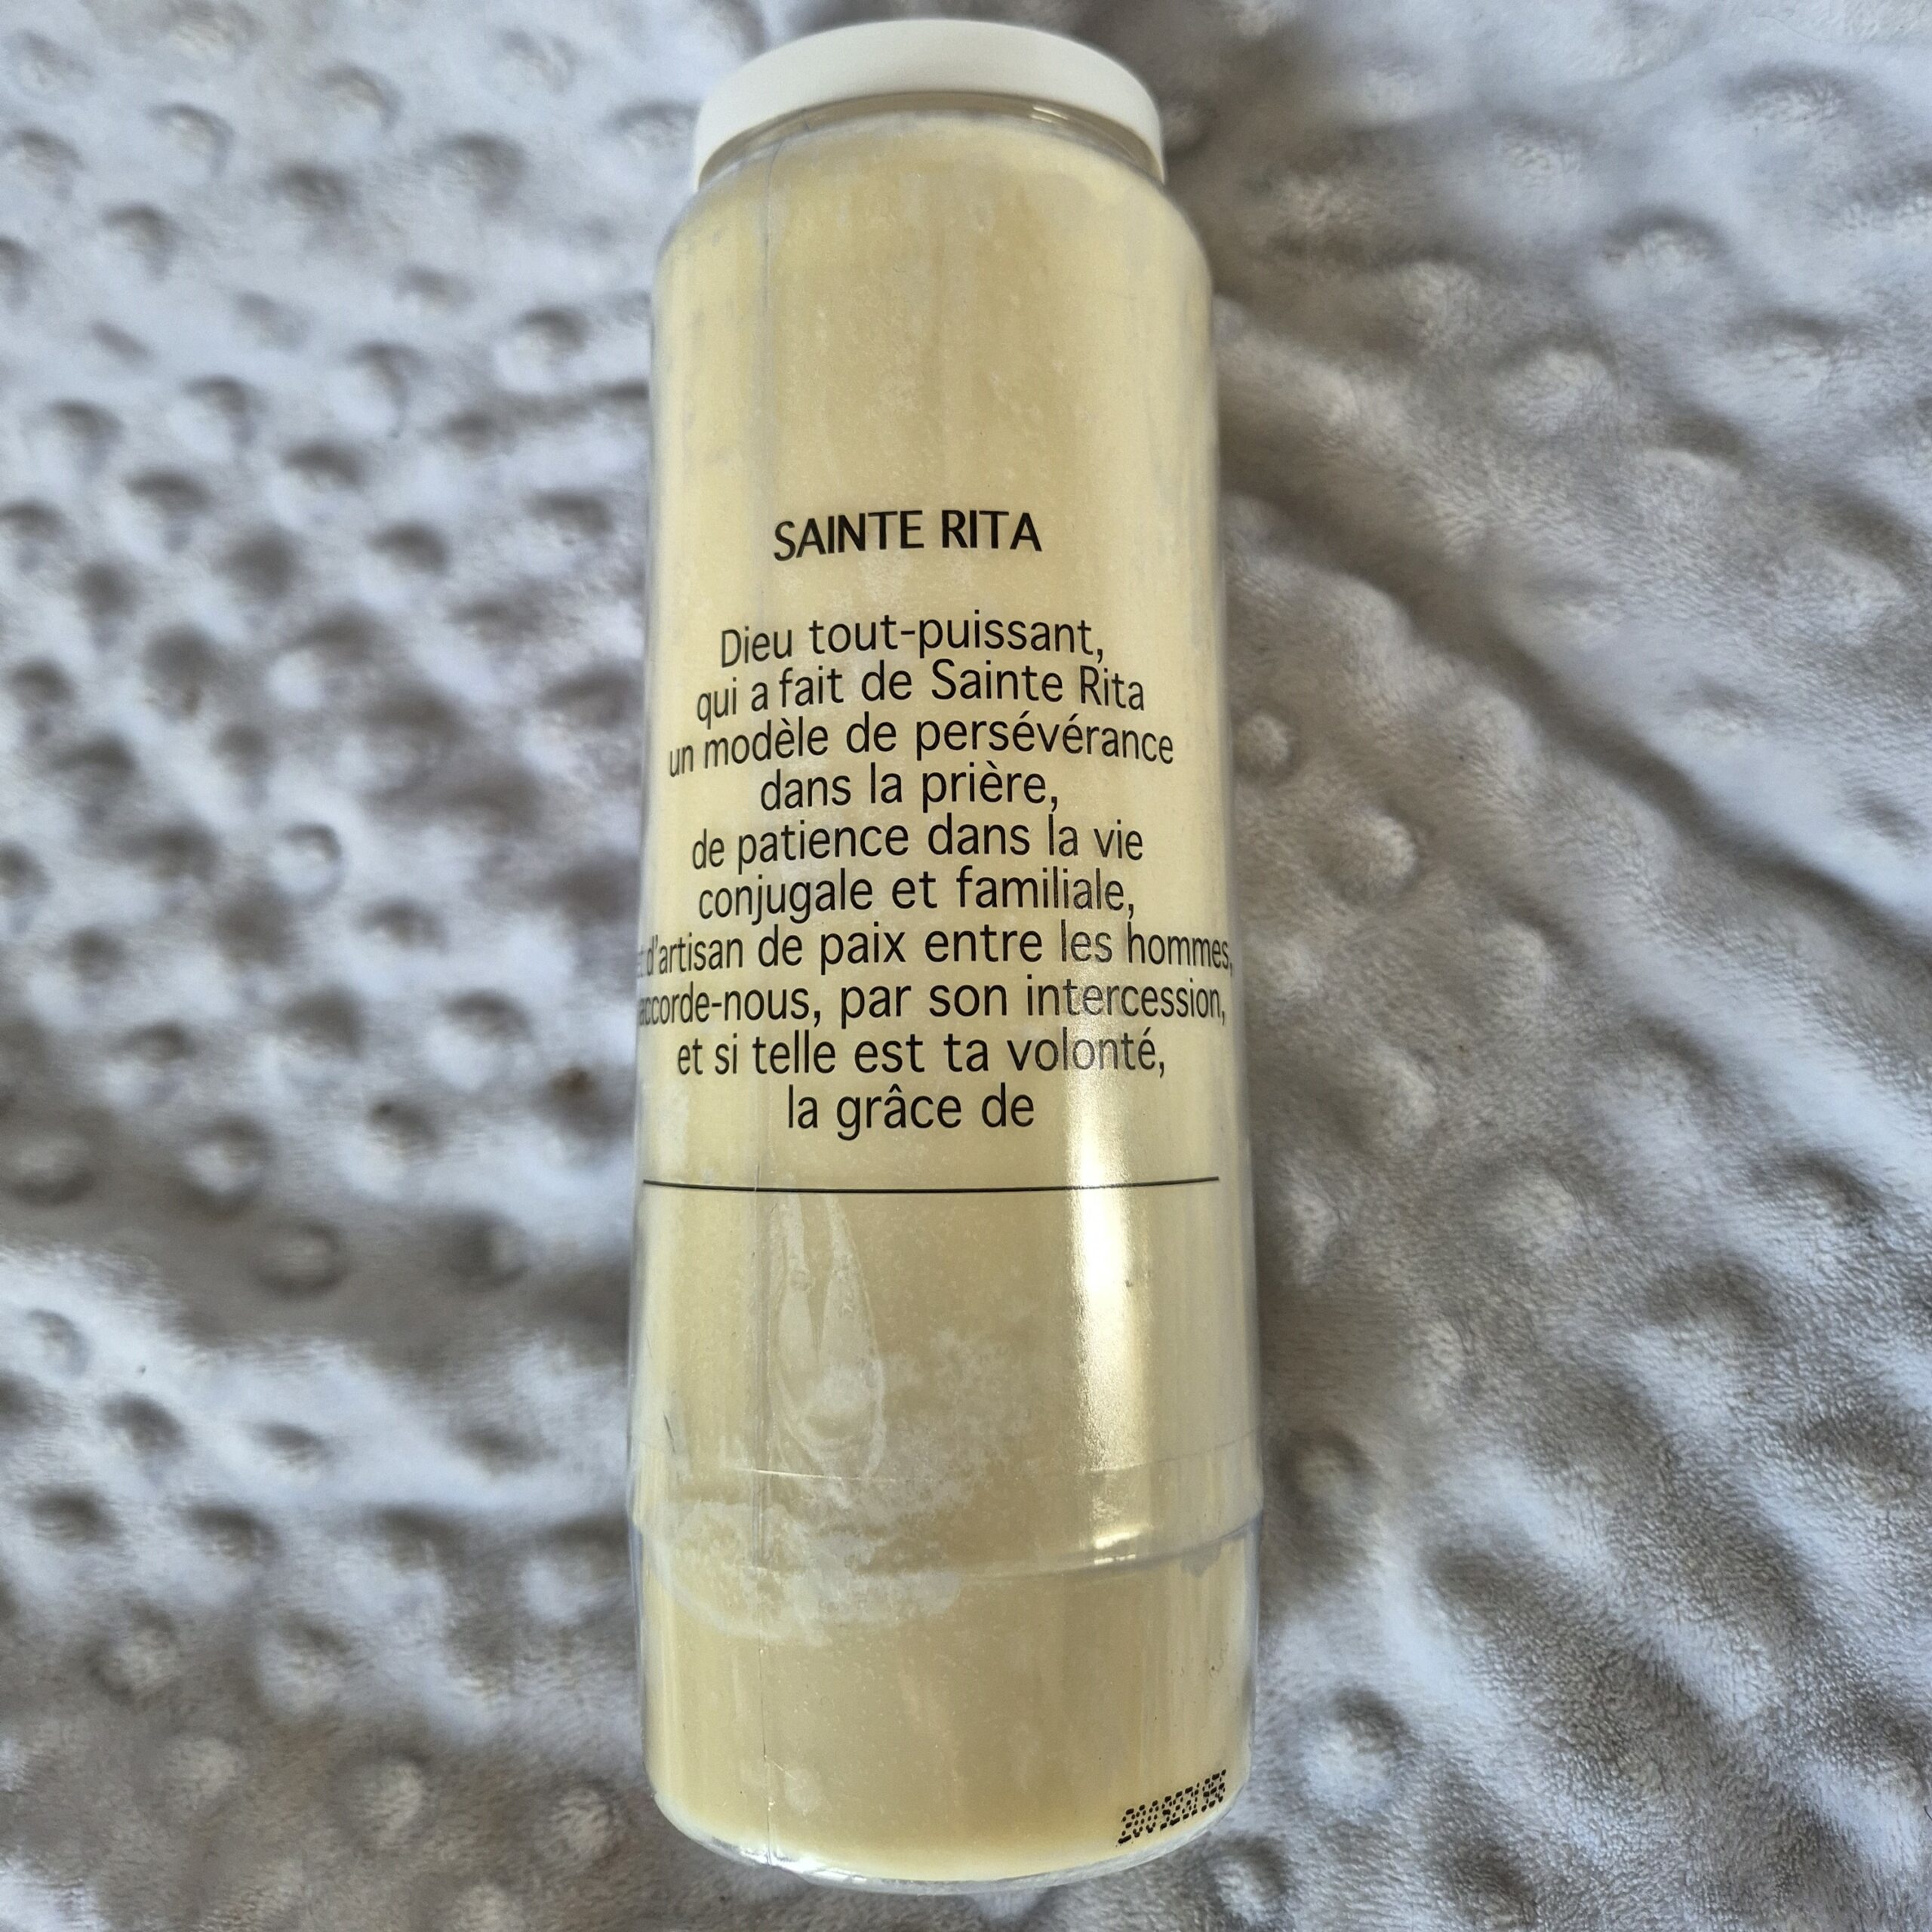 SAINTE RITA
Dieu tout-puissant,
qui a fait de Sainte Rita
un modèle de persévérance
dans la prière,
de patience dans la vie
conjugale et familiale,
et d'artisan de paix entre les hommes,
accorde-nous, par son intercession,
et si telle est ta volonté,
la grâce de